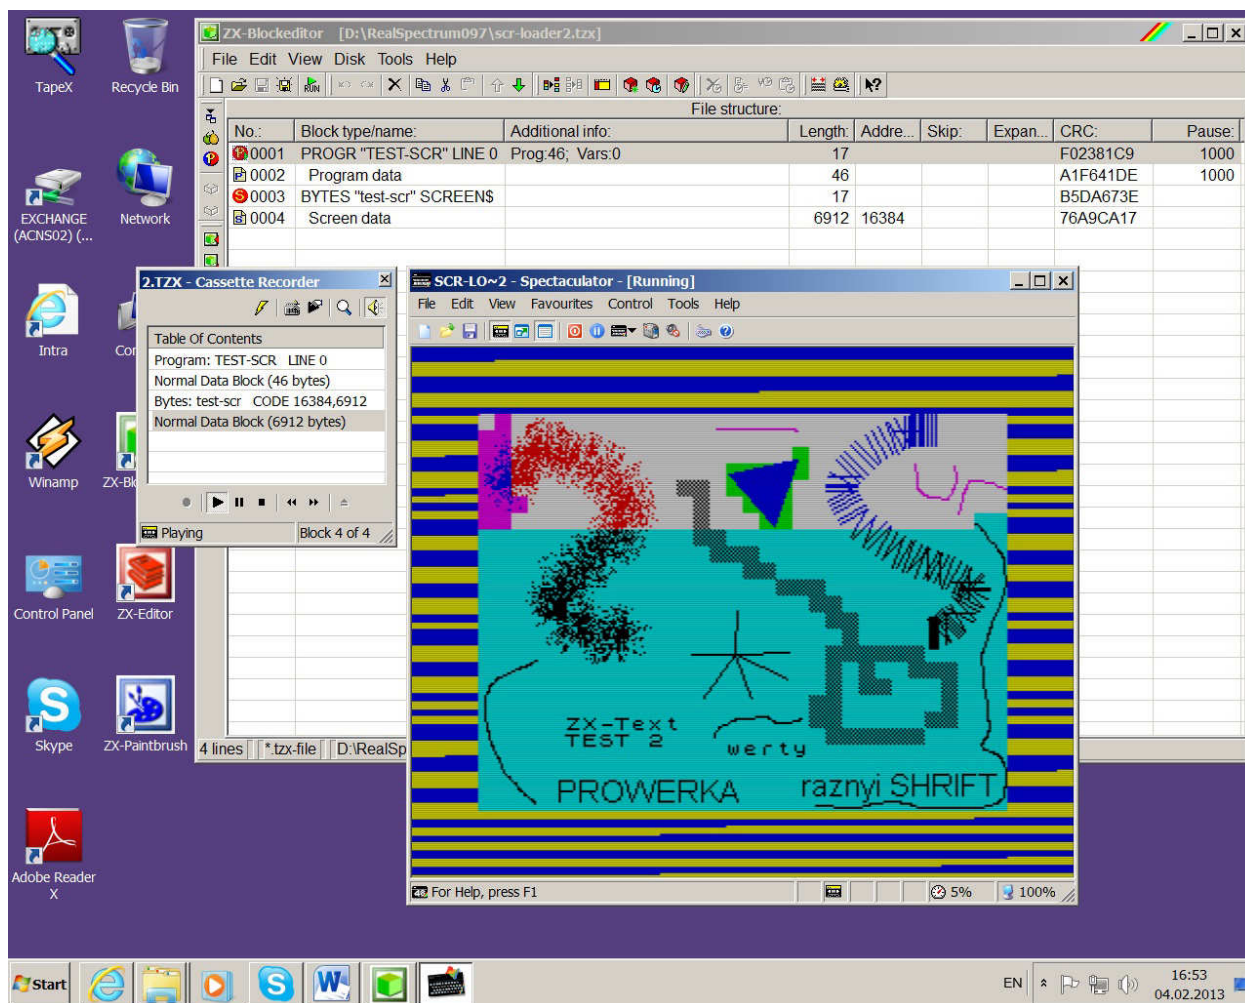 TapeX
Recycle Bin
EXCHANGE (ACNS02) (...
Network
Intra
Winamp
Control Panel
ZX-Editor
Skype
ZX-Paintbrush
Adobe Reader X
ZX-Blockeditor [D:\RealSpectrum097\scr-loader2.tzx]
File Edit View Disk Tools Help
RUN
File structure:
No.: Block type/name: Additional info: Length: Addre... Skip: Expan... CRC: Pause:
0001 PROGR "TEST-SCR" LINE 0 Prog:46; Vars:0 17 F02381C9 1000
0002 Program data 46 A1F641DE 1000
0003 BYTES "test-scr" SCREEN$ 17 B5DA673E
0004 Screen data 6912 16384 76A9CA17
4 lines *.tzx-file D:\RealSp
2.TZX - Cassette Recorder
Table Of Contents
Program: TEST-SCR LINE 0
Normal Data Block (46 bytes)
Bytes: test-scr CODE 16384,6912
Normal Data Block (6912 bytes)
Playing Block 4 of 4
SCR-LO~2 - Spectaculator - [Running]
File Edit View Favourites Control Tools Help
ZX-Text
TEST 2
werty
PROWERKA raznyi SHRIFT
For Help, press F1 5% 100%
Start EN 16:53
04.02.2013